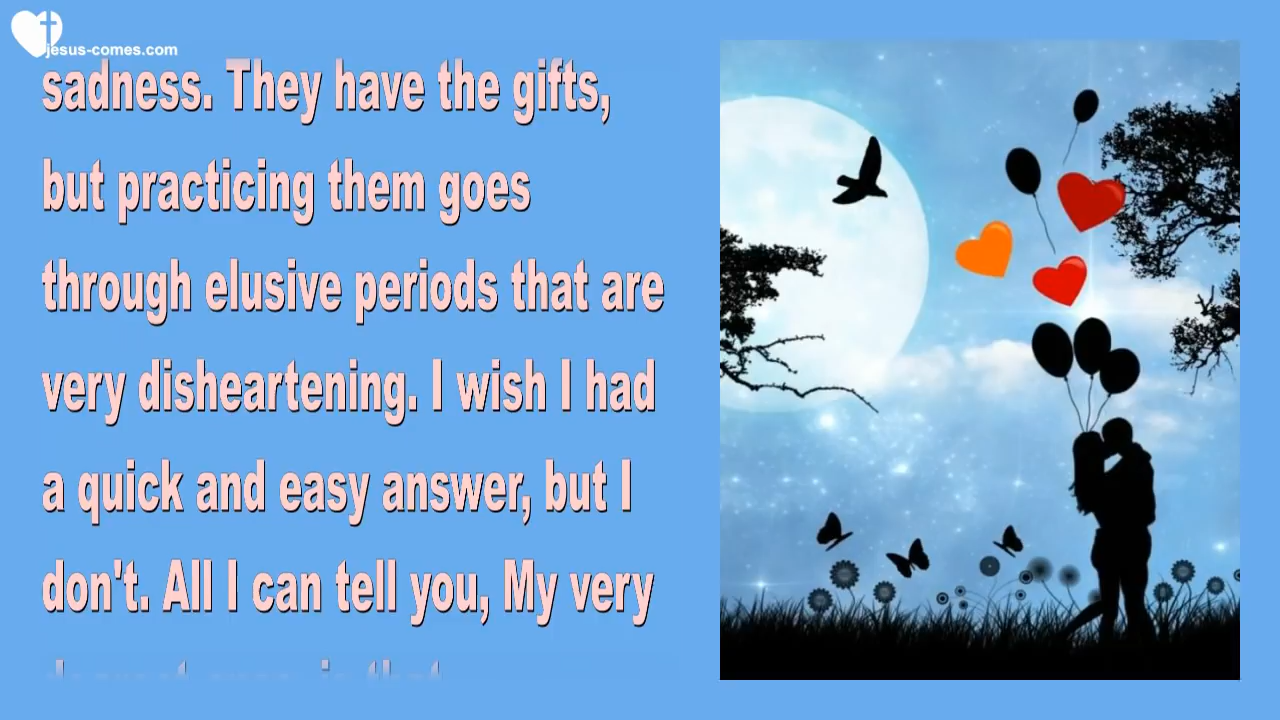 jesus-comes.com
sadness. They have the gifts,
but practicing them goes
through elusive periods that are
very disheartening. I wish I had
a quick and easy answer, but I
don't. All I can tell you, My very